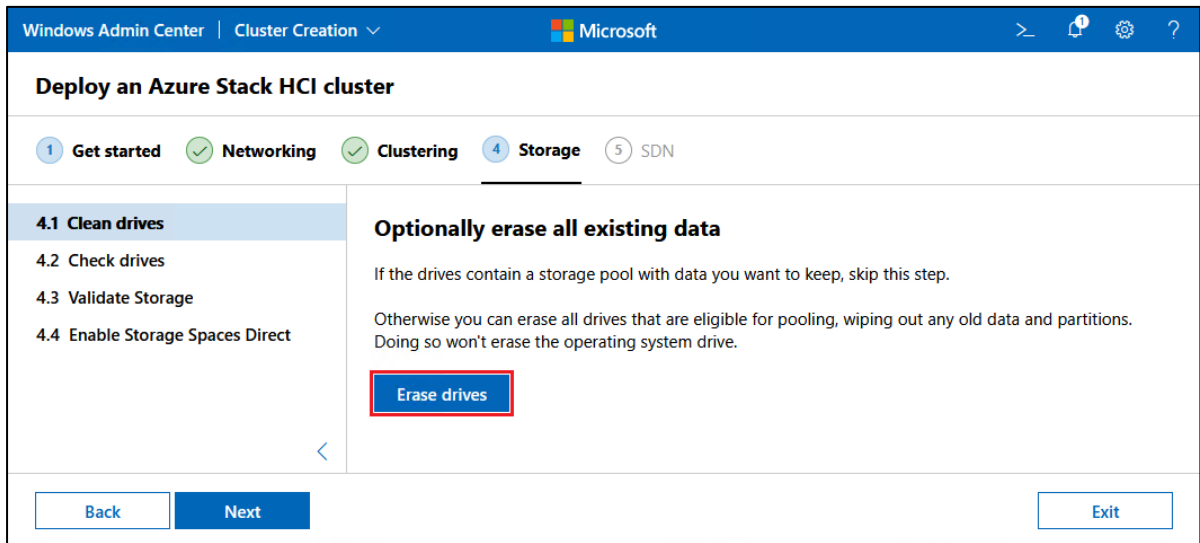 Windows Admin Center | Cluster Creation
Microsoft
1
Deploy an Azure Stack HCI cluster
1 Get started
Networking
Clustering
4 Storage
5 SDN
4.1 Clean drives
4.2 Check drives
4.3 Validate Storage
4.4 Enable Storage Spaces Direct
Optionally erase all existing data
If the drives contain a storage pool with data you want to keep, skip this step.
Otherwise you can erase all drives that are eligible for pooling, wiping out any old data and partitions.
Doing so won't erase the operating system drive.
Erase drives
Back
Next
Exit